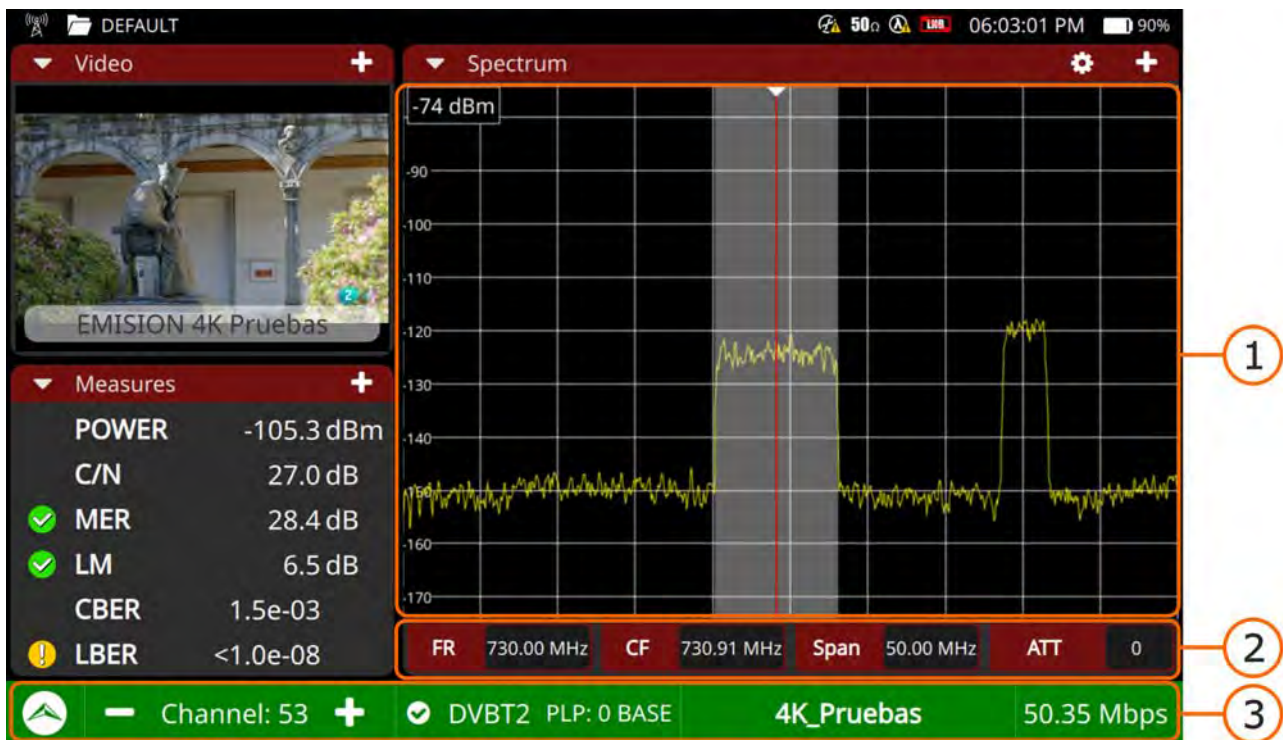 DEFAULT
50Ω LNB 06:03:01 PM 90%
Video
Spectrum
-74 dBm
-90
-100
-110
-120
-130
-140
-150
-160
-170
2
EMISION 4K Pruebas
Measures
POWER -105.3 dBm
C/N 27.0 dB
MER 28.4 dB
LM 6.5 dB
CBER 1.5e-03
LBER <1.0e-08
FR 730.00 MHz CF 730.91 MHz Span 50.00 MHz ATT 0
Channel: 53 DVBT2 PLP: 0 BASE 4K_Pruebas 50.35 Mbps
1
2
3